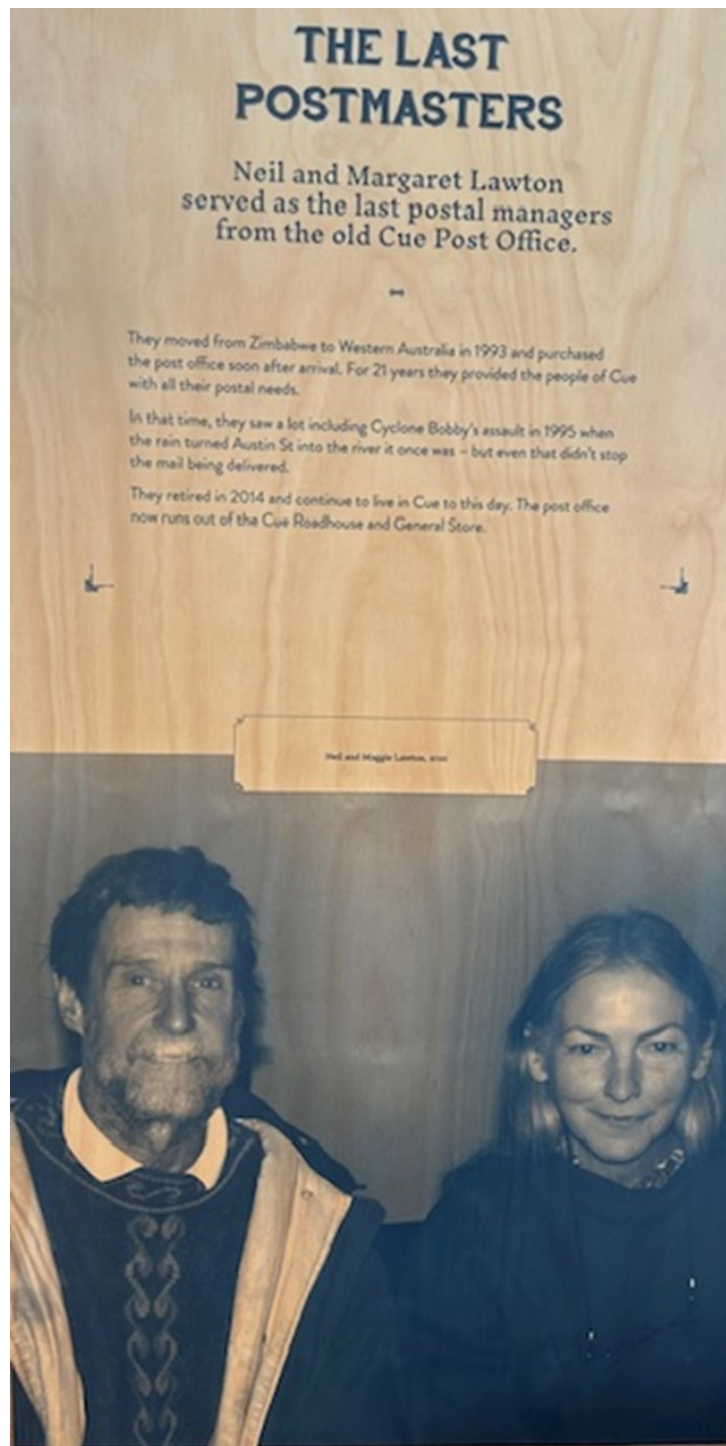 THE LAST
POSTMASTERS
Neil and Margaret Lawton
served as the last postal managers
from the old Cue Post Office.
They moved from Zimbabwe to Western Australia in 1993 and purchased
the post office soon after arrival. For 21 years they provided the people of Cue
with all their postal needs.
In that time, they saw a lot including Cyclone Bobby's assault in 1995 when
the rain turned Austin St into the river it once was – but even that didn't stop
the mail being delivered.
They retired in 2014 and continue to live in Cue to this day. The post office
now runs out of the Cue Roadhouse and General Store.
Neil and Maggie Lawton,